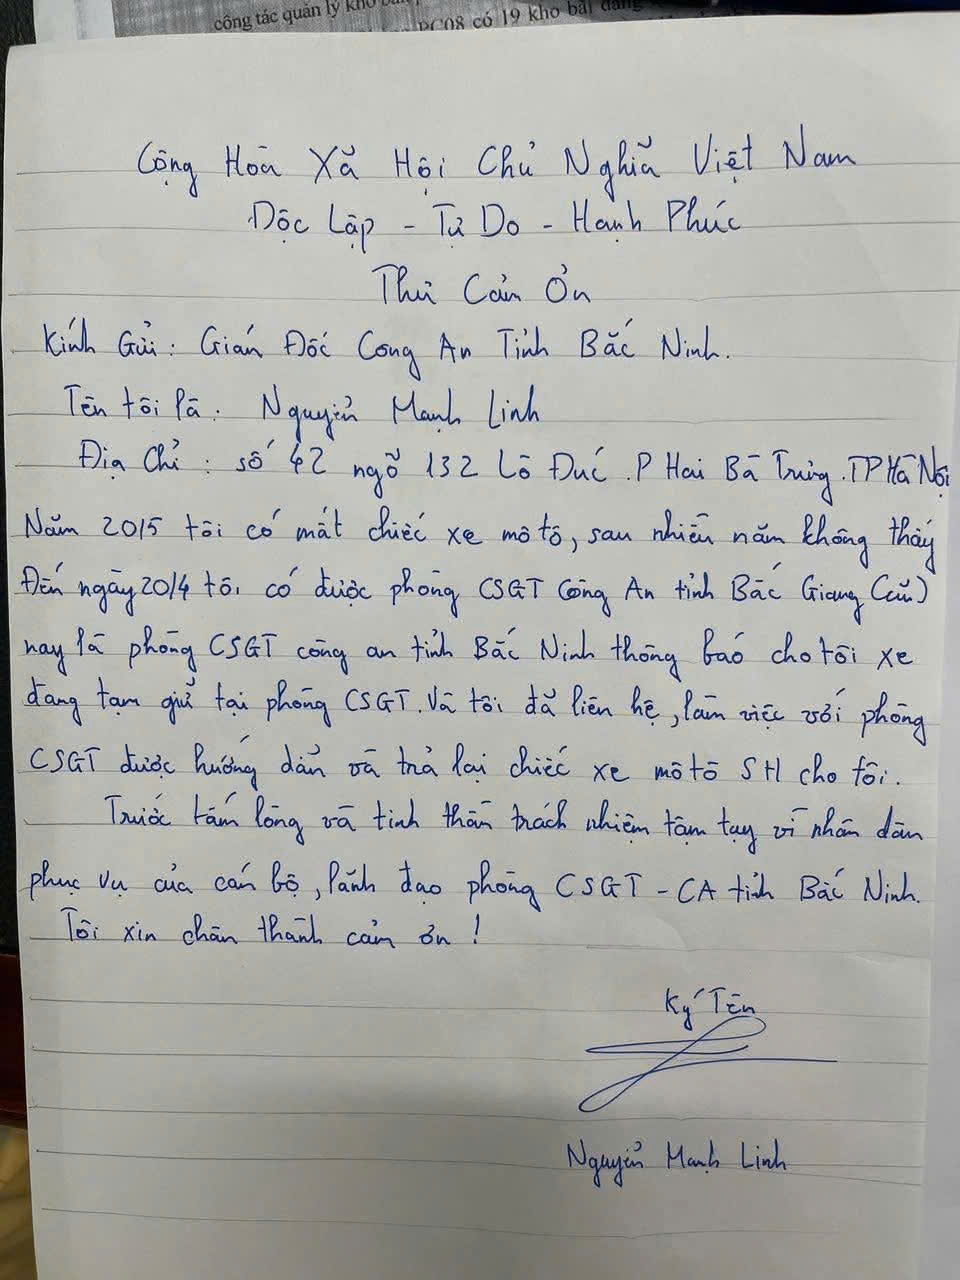 công tác quản lý kho
PC08 có 19 kho bãi đang
Cộng Hòa Xã Hội Chủ Nghĩa Việt Nam
Độc Lập - Tự Do - Hạnh Phúc
Thư Cảm Ơn
Kính Gửi: Giám Đốc Công An Tỉnh Bắc Ninh.
Tên tôi là: Nguyễn Mạnh Linh
Địa Chỉ: số 42 ngõ 132 Lò Đúc. P Hai Bà Trưng. TP Hà Nội
Năm 2015 tôi có mất chiếc xe mô tô, sau nhiều năm không thấy
Đến ngày 20/4 tôi có được phòng CSGT Công An tỉnh Bắc Giang (cũ)
nay là phòng CSGT công an tỉnh Bắc Ninh thông báo cho tôi xe
đang tạm giữ tại phòng CSGT. Và tôi đã liên hệ, làm việc với phòng
CSGT được hướng dẫn và trả lại chiếc xe mô tô SH cho tôi.
Trước tấm lòng và tinh thần trách nhiệm tận tụy vì nhân dân
phục vụ của cán bộ, lãnh đạo phòng CSGT - CA tỉnh Bắc Ninh.
Tôi xin chân thành cảm ơn!
Ký Tên
Nguyễn Mạnh Linh